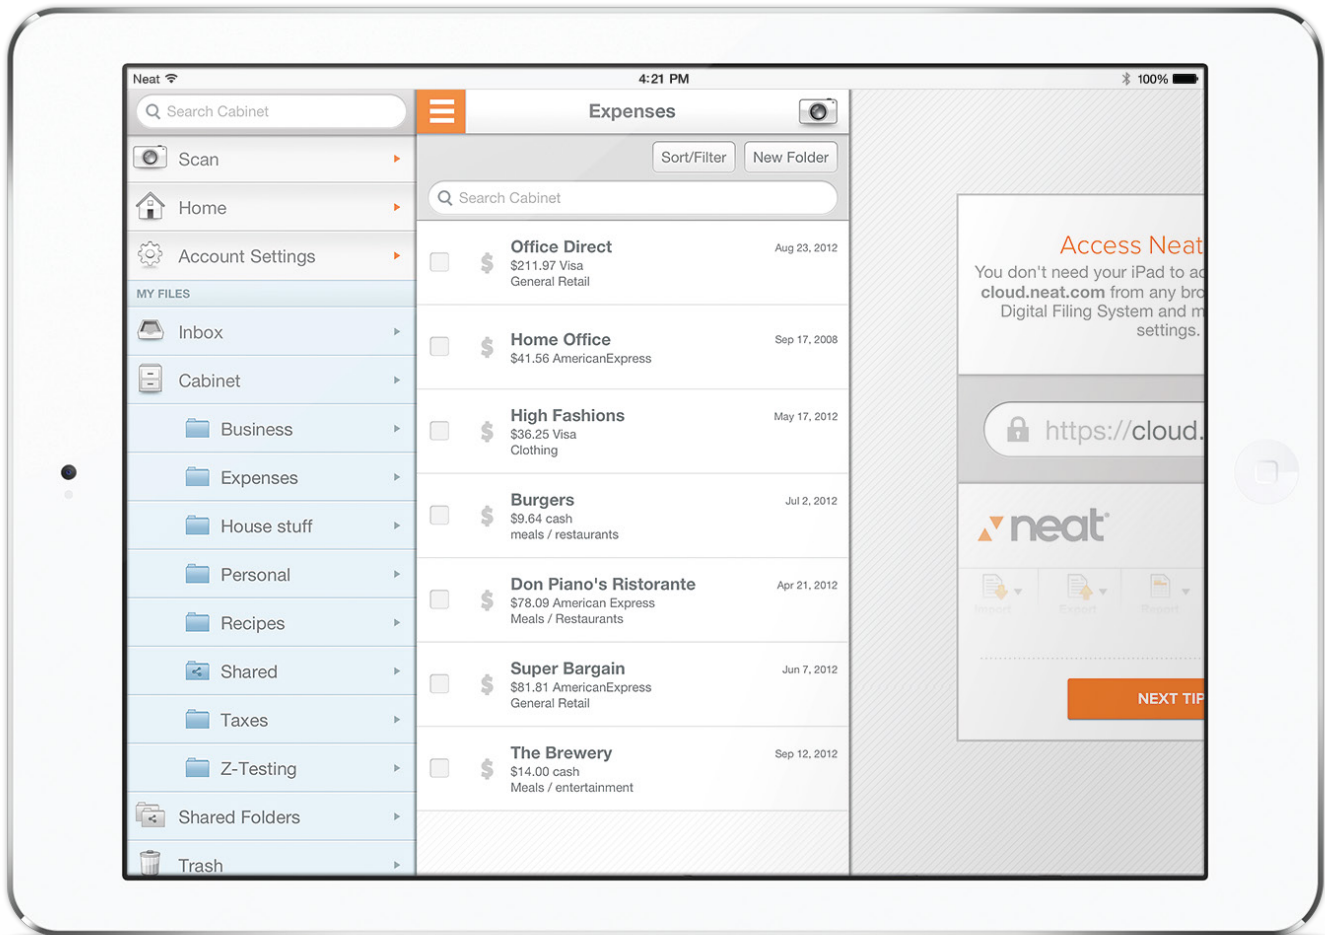 Neat
4:21 PM
100%
Search Cabinet
Scan
Home
Account Settings
MY FILES
Inbox
Cabinet
Business
Expenses
House stuff
Personal
Recipes
Shared
Taxes
Z-Testing
Shared Folders
Trash
Expenses
Sort/Filter
New Folder
Search Cabinet
Office Direct
Aug 23, 2012
$211.97 Visa
General Retail
Home Office
Sep 17, 2008
$41.56 AmericanExpress
High Fashions
May 17, 2012
$36.25 Visa
Clothing
Burgers
Jul 2, 2012
$9.64 cash
meals / restaurants
Don Piano's Ristorante
Apr 21, 2012
$78.09 American Express
Meals / Restaurants
Super Bargain
Jun 7, 2012
$81.81 AmericanExpress
General Retail
The Brewery
Sep 12, 2012
$14.00 cash
Meals / entertainment
Access Neat
You don't need your iPad to ac
cloud.neat.com from any bro
Digital Filing System and m
settings.
https://cloud.
neat
Import
Export
Report
NEXT TIP